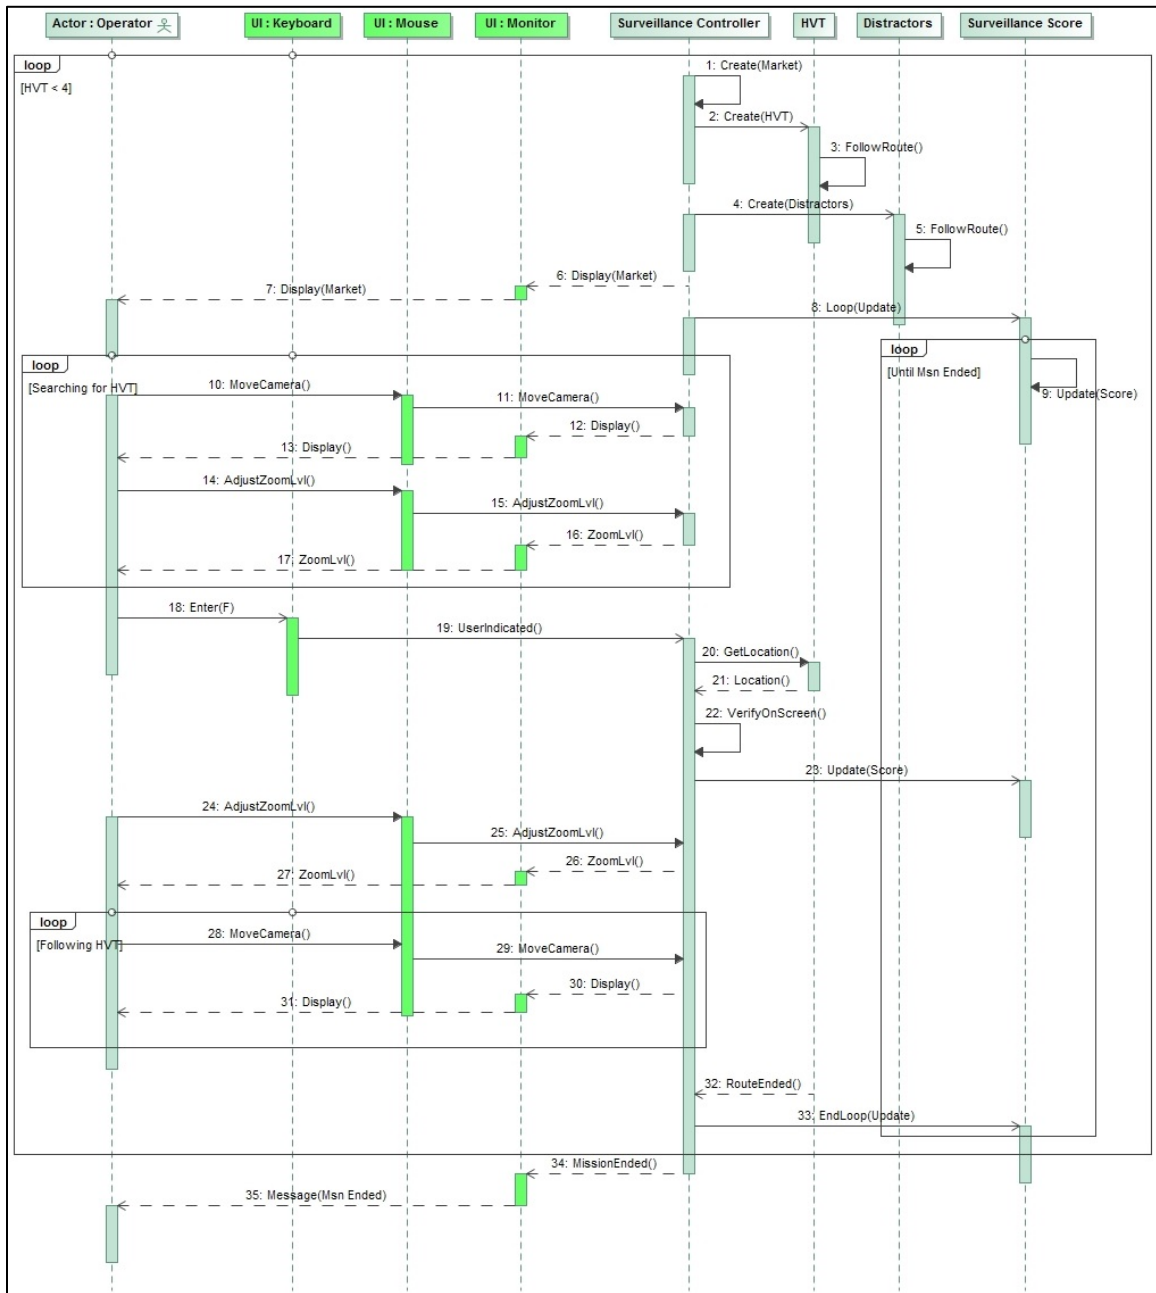 Actor : Operator
UI : Keyboard
UI : Mouse
UI : Monitor
Surveillance Controller
HVT
Distractors
Surveillance Score
loop
[HVT < 4]
1: Create(Market)
2: Create(HVT)
3: FollowRoute()
4: Create(Distractors)
5: FollowRoute()
6: Display(Market)
7: Display(Market)
8: Loop(Update)
loop
[Until Msn Ended]
9: Update(Score)
loop
[Searching for HVT]
10: MoveCamera()
11: MoveCamera()
12: Display()
13: Display()
14: AdjustZoomLvl()
15: AdjustZoomLvl()
16: ZoomLvl()
17: ZoomLvl()
18: Enter(F)
19: UserIndicated()
20: GetLocation()
21: Location()
22: VerifyOnScreen()
23: Update(Score)
24: AdjustZoomLvl()
25: AdjustZoomLvl()
26: ZoomLvl()
27: ZoomLvl()
loop
[Following HVT]
28: MoveCamera()
29: MoveCamera()
30: Display()
31: Display()
32: RouteEnded()
33: EndLoop(Update)
34: MissionEnded()
35: Message(Msn Ended)